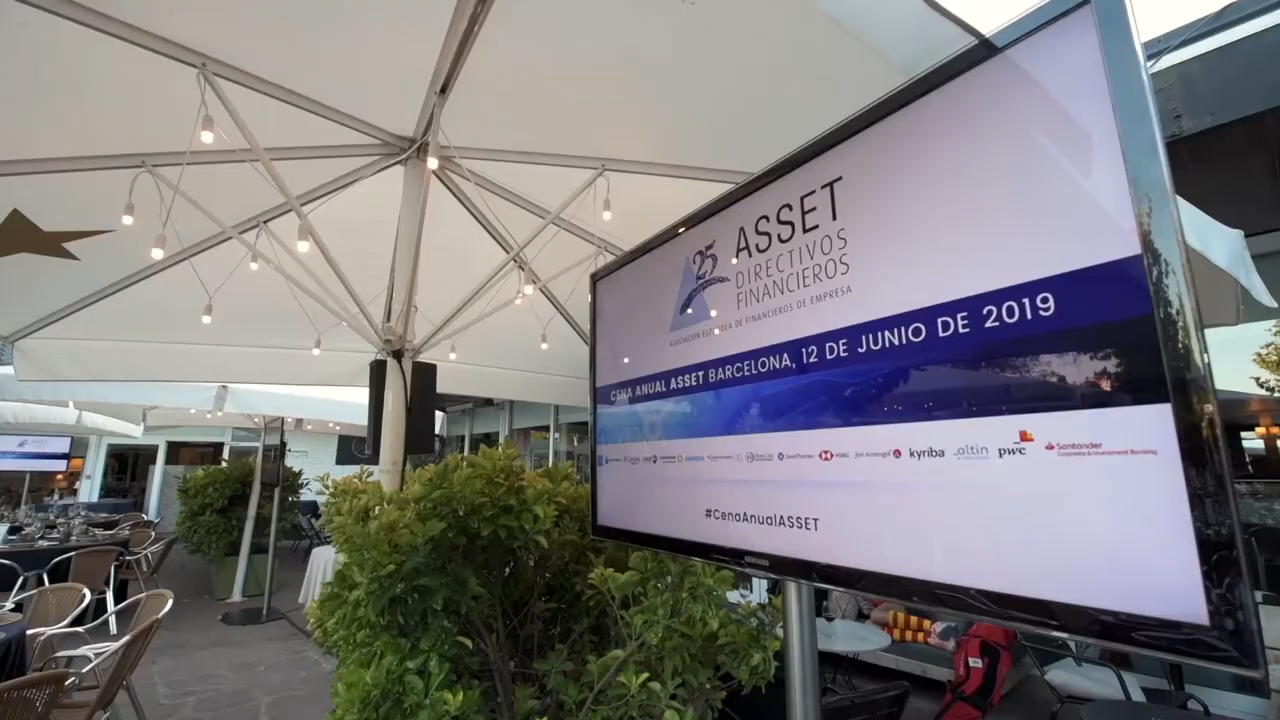 25 ASSET
DIRECTIVOS
FINANCIEROS
ASOCIACIÓN ESPAÑOLA DE FINANCIEROS DE EMPRESA
CENA ANUAL ASSET BARCELONA, 12 DE JUNIO DE 2019
HSBC kyriba altin pwc Santander
Corporate & Investment Banking
#CenaAnualASSET
SAMSUNG
ASSET